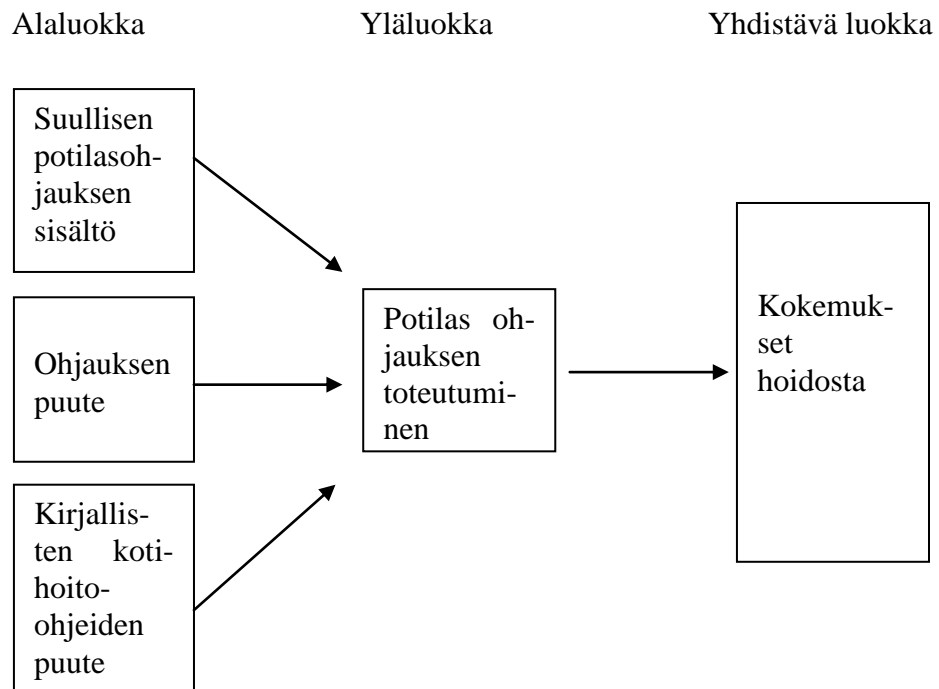 Alaluokka Yläluokka Yhdistävä luokka
Suullisen
potilasoh-
jauksen
sisältö
Ohjauksen
puute
Kirjallis-
ten koti-
hoito-
ohjeiden
puute
Potilas oh-
jauksen
toteutumi-
nen
Kokemuk-
set
hoidosta